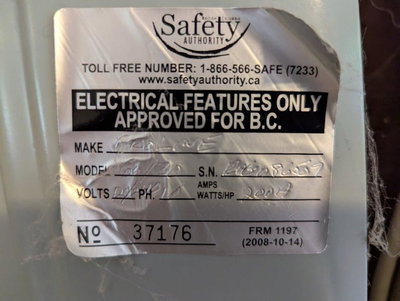 Safety
AUTHORITY
TOLL FREE NUMBER: 1-866-566-SAFE (7233)
www.safetyauthority.ca
ELECTRICAL FEATURES ONLY
APPROVED FOR B.C.
MAKE
MODEL S.N.
VOLTS PH. AMPS WATTS/HP
Nº 37176 FRM 1197
(2008-10-14)